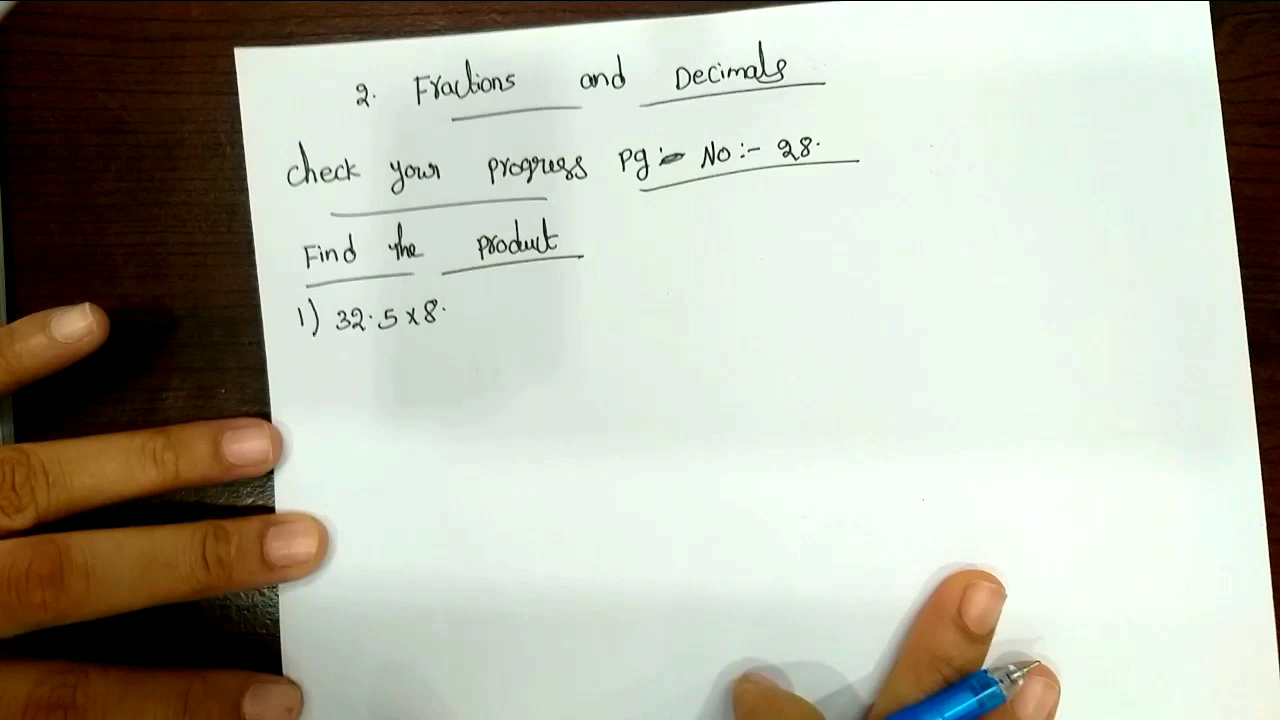 2. Fractions and Decimals
check your progress Pg:- No:- 28.
Find the product
1) 32.5 x 8.